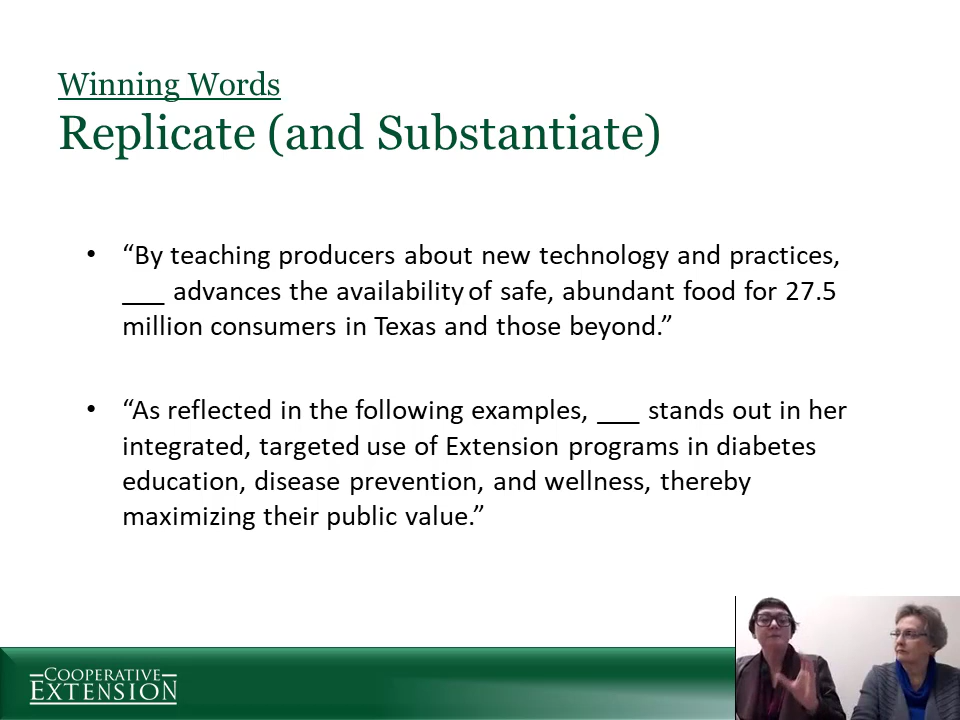 Winning Words
Replicate (and Substantiate)
• “By teaching producers about new technology and practices,
___ advances the availability of safe, abundant food for 27.5
million consumers in Texas and those beyond.”
• “As reflected in the following examples, ___ stands out in her
integrated, targeted use of Extension programs in diabetes
education, disease prevention, and wellness, thereby
maximizing their public value.”
COOPERATIVE
EXTENSION